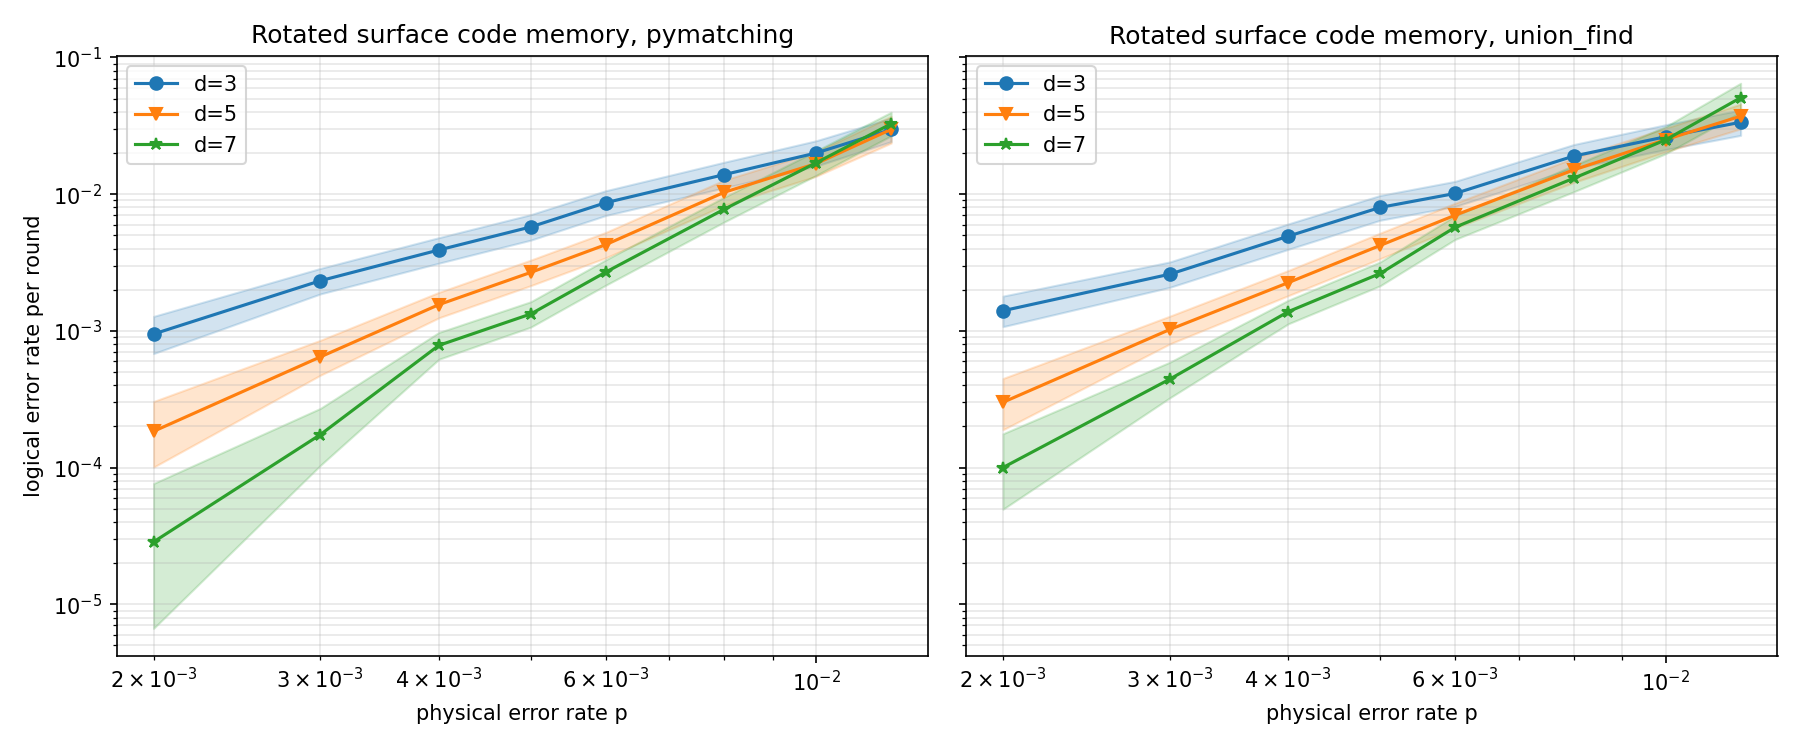 Rotated surface code memory, pymatching
d=3
d=5
d=7
logical error rate per round
10⁻¹
10⁻²
10⁻³
10⁻⁴
10⁻⁵
2 × 10⁻³ 3 × 10⁻³ 4 × 10⁻³ 6 × 10⁻³ 10⁻²
physical error rate p
Rotated surface code memory, union_find
d=3
d=5
d=7
2 × 10⁻³ 3 × 10⁻³ 4 × 10⁻³ 6 × 10⁻³ 10⁻²
physical error rate p